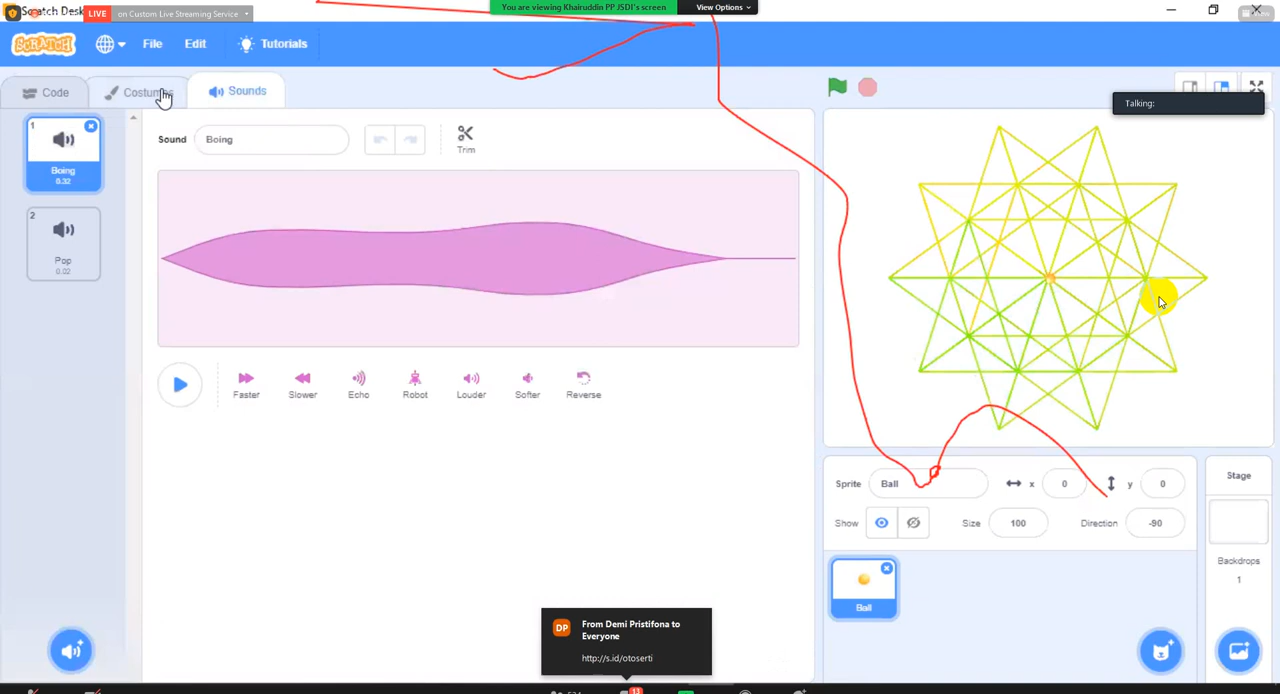 Scratch Desk
LIVE on Custom Live Streaming Service
You are viewing Khairuddin PP JSDI's screen
View Options
SCRATCH
File
Edit
Tutorials
Code
Costumes
Sounds
Talking:
1
Boing
0.32
2
Pop
0.02
Sound
Boing
Trim
Faster
Slower
Echo
Robot
Louder
Softer
Reverse
Sprite
Ball
x
0
y
0
Show
Size
100
Direction
-90
Ball
Stage
Backdrops
1
DP
From Demi Pristifona to
Everyone
http://s.id/otoserti
13